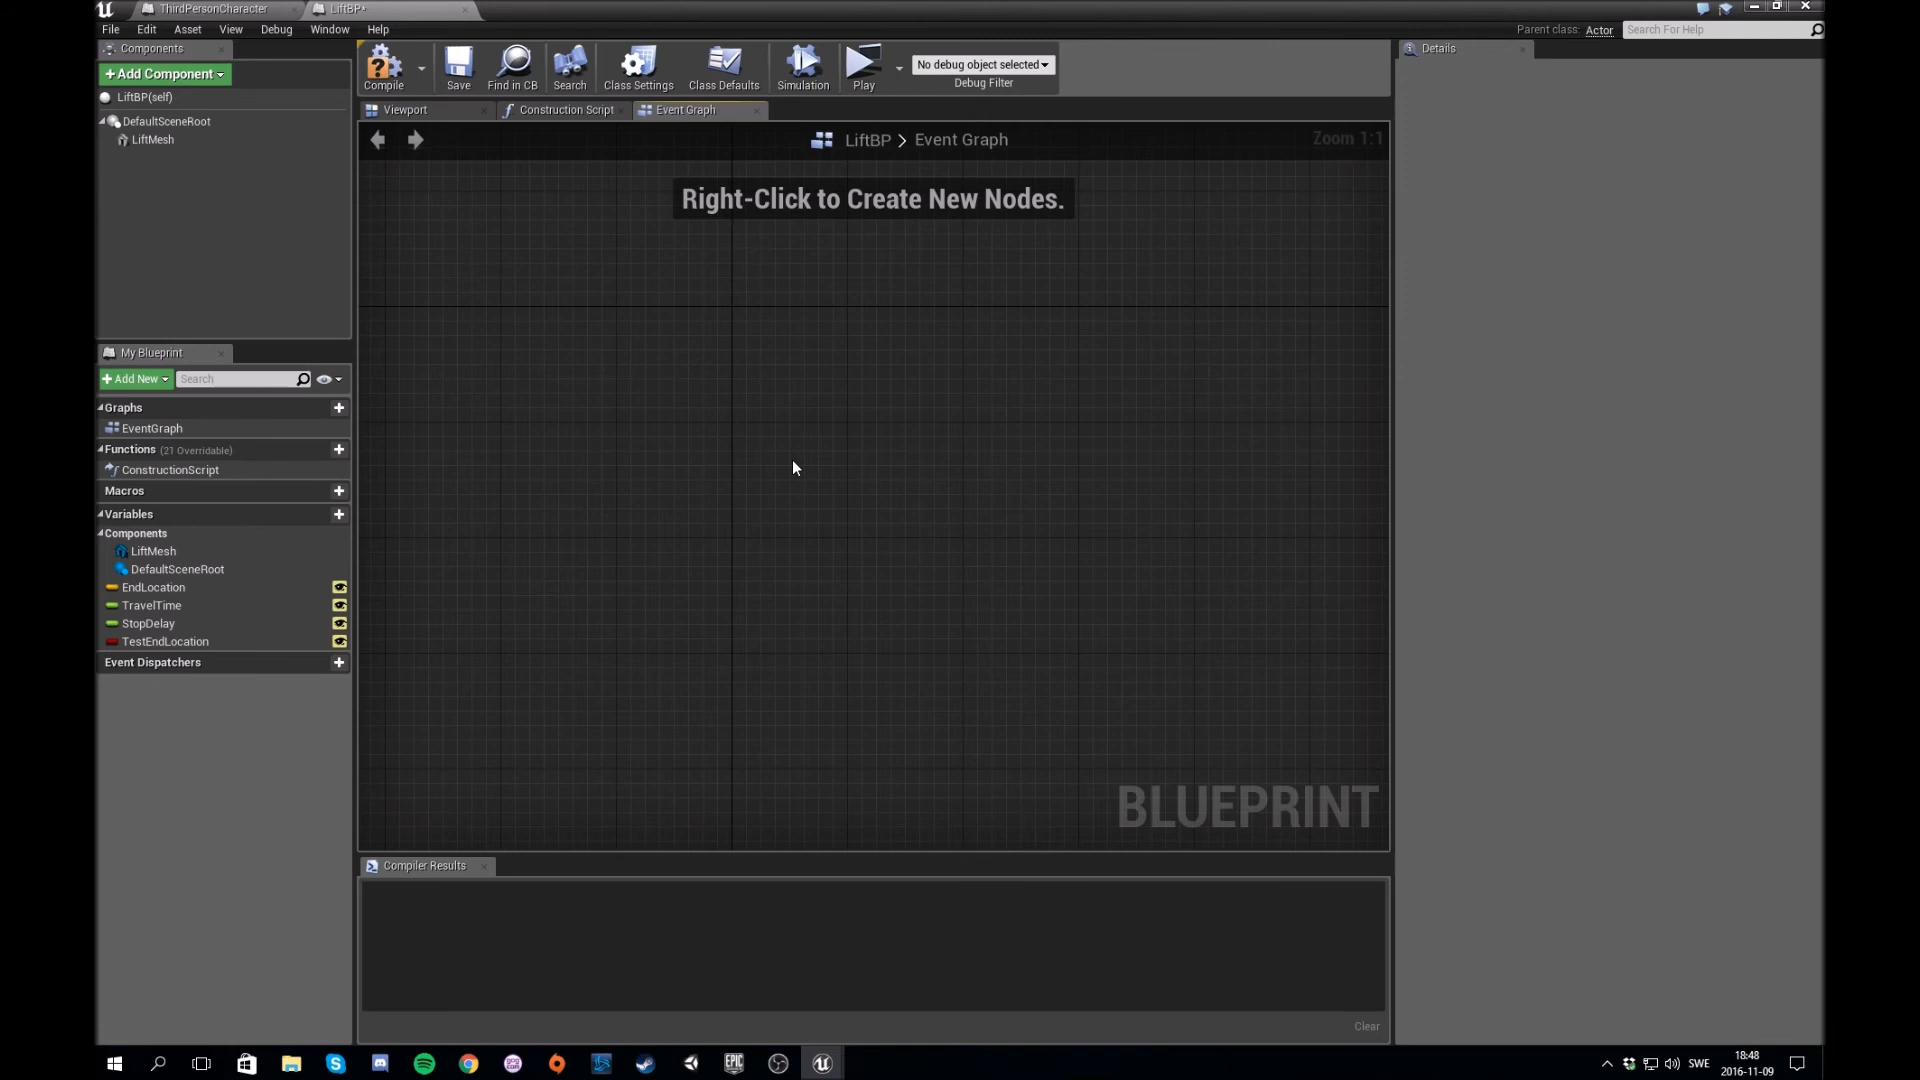 ThirdPersonCharacter
LiftBP*
File Edit Asset View Debug Window Help
Parent class: Actor
Search For Help
Components
+Add Component
LiftBP(self)
DefaultSceneRoot
LiftMesh
Compile
Save
Find in CB
Search
Class Settings
Class Defaults
Simulation
Play
No debug object selected
Debug Filter
Details
Viewport
Construction Script
Event Graph
LiftBP > Event Graph
Zoom 1:1
Right-Click to Create New Nodes.
BLUEPRINT
My Blueprint
+Add New
Search
Graphs
EventGraph
Functions (21 Overridable)
ConstructionScript
Macros
Variables
Components
LiftMesh
DefaultSceneRoot
EndLocation
TravelTime
StopDelay
TestEndLocation
Event Dispatchers
Compiler Results
Clear
EPIC
SWE
18:48
2016-11-09